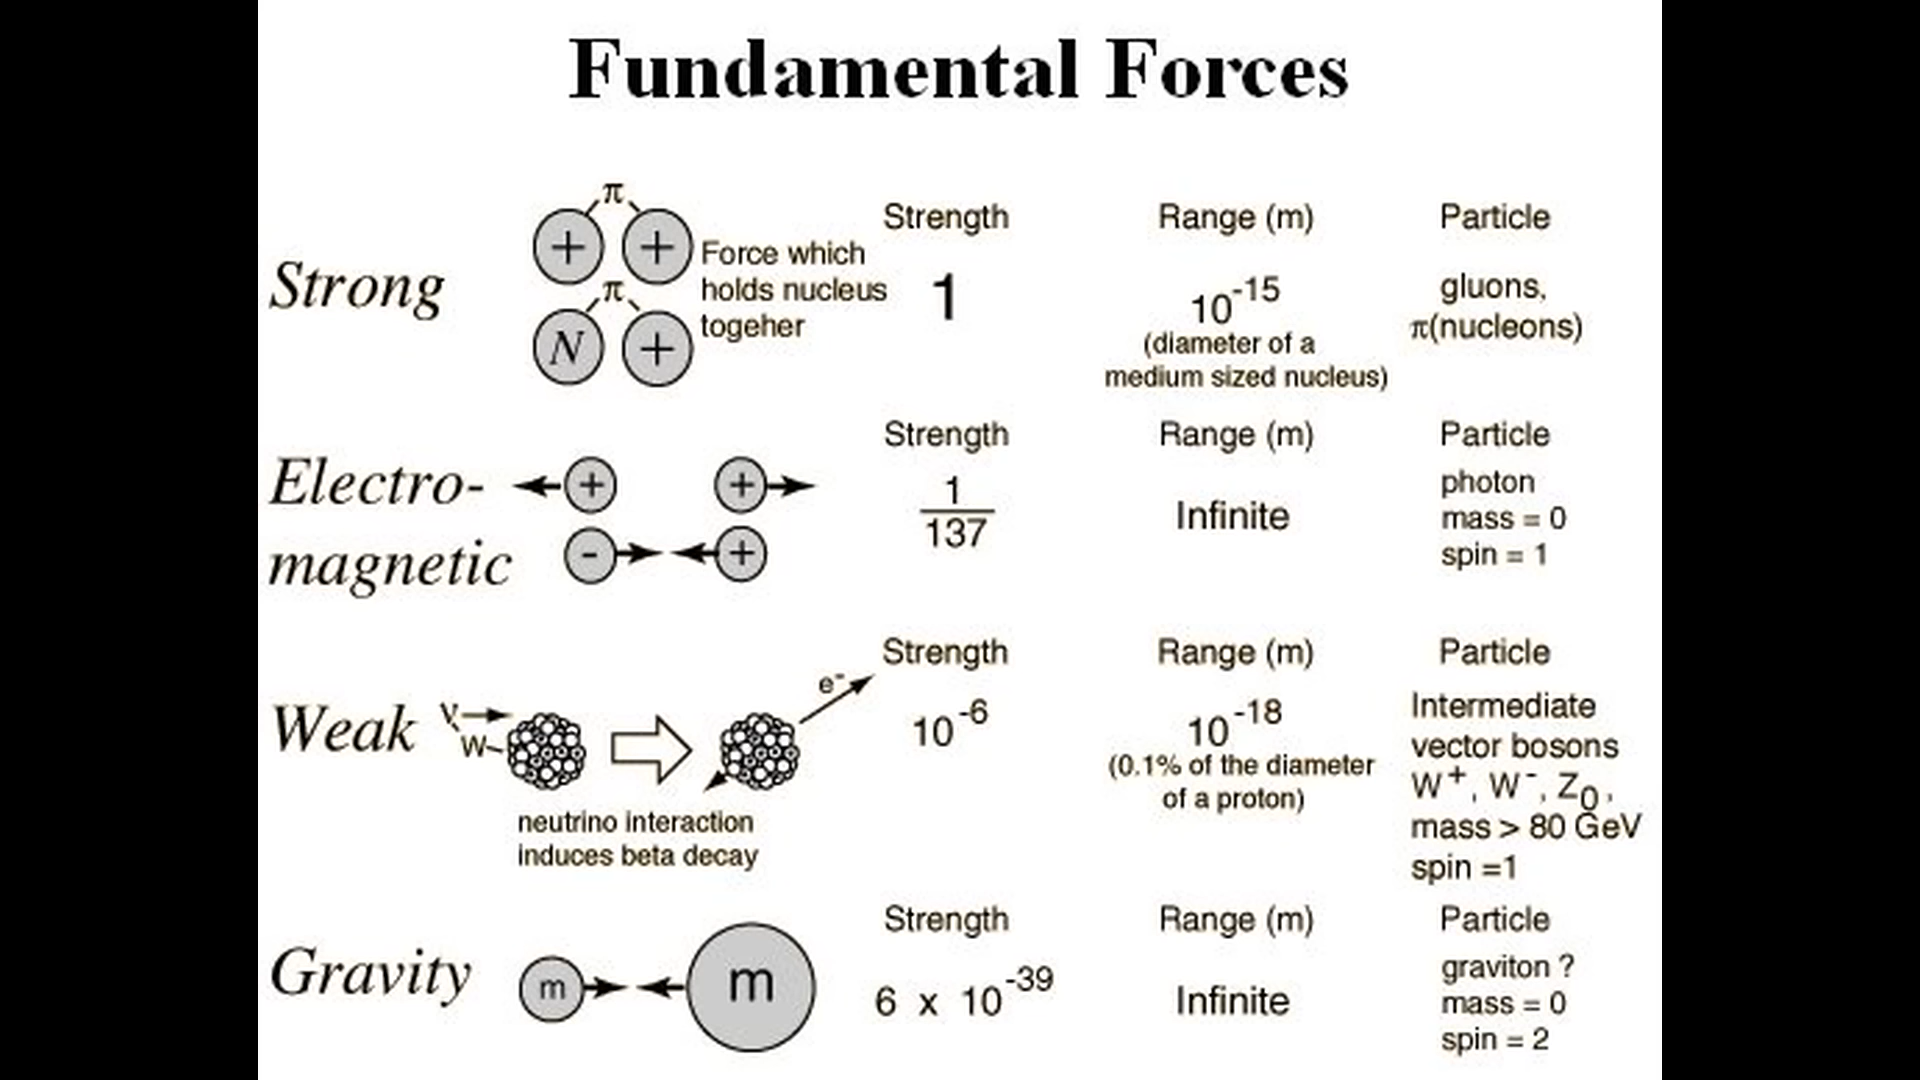 Fundamental Forces
Strong
π
+ +
π
N +
Force which
holds nucleus
togeher
Strength
1
Range (m)
10⁻¹⁵
(diameter of a
medium sized nucleus)
Particle
gluons,
π(nucleons)
Electro-
magnetic
+ +
- +
Strength
1
137
Range (m)
Infinite
Particle
photon
mass = 0
spin = 1
Weak
ν
W
e⁻
neutrino interaction
induces beta decay
Strength
10⁻⁶
Range (m)
10⁻¹⁸
(0.1% of the diameter
of a proton)
Particle
Intermediate
vector bosons
W⁺, W⁻, Z₀,
mass > 80 GeV
spin =1
Gravity
m m
Strength
6 x 10⁻³⁹
Range (m)
Infinite
Particle
graviton ?
mass = 0
spin = 2